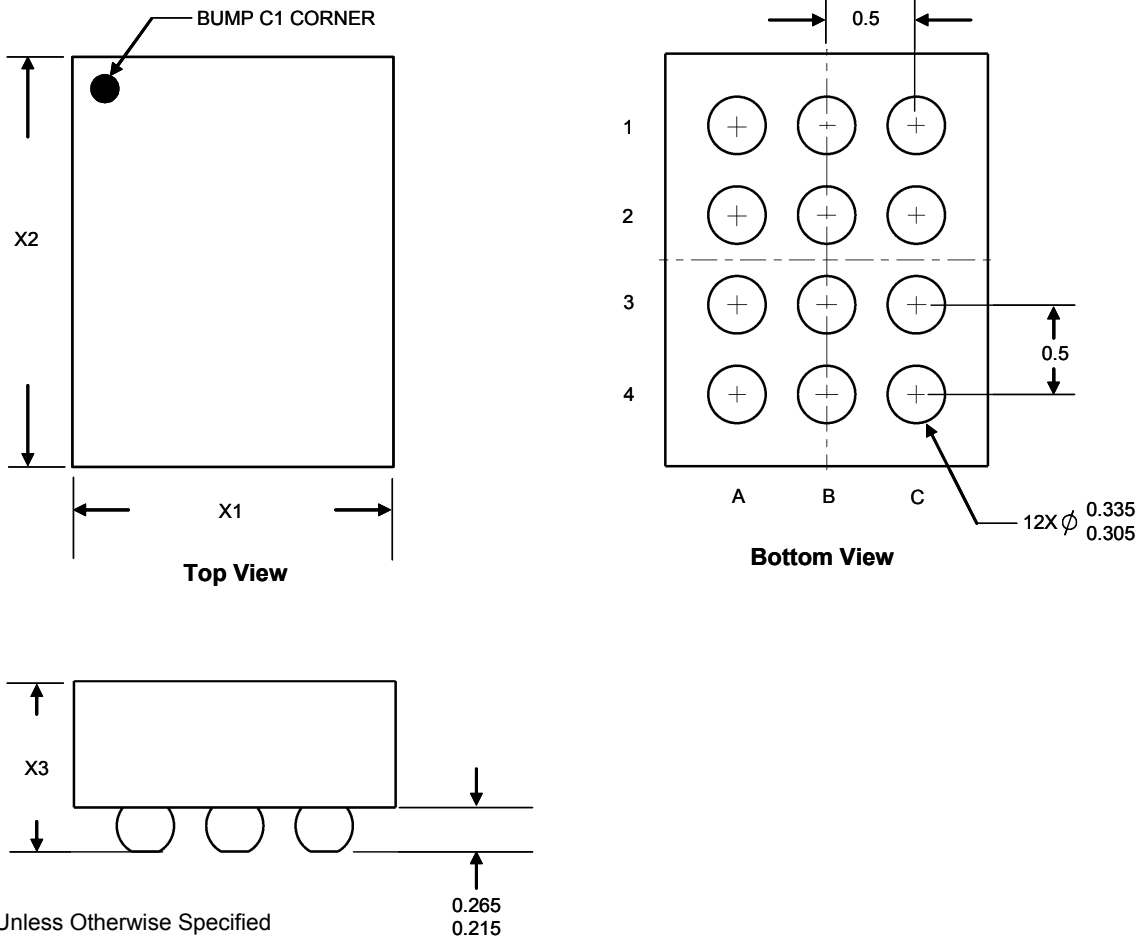 BUMP C1 CORNER
X2
X1
Top View
0.5
1
2
3
4
0.5
A B C
12X ϕ 0.335
0.305
Bottom View
X3
0.265
0.215
Unless Otherwise Specified